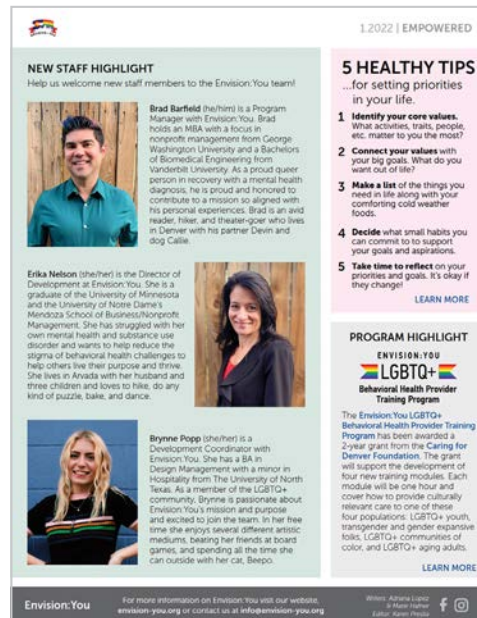 1.2022 | EMPOWERED
NEW STAFF HIGHLIGHT
Help us welcome new staff members to the Envision:You team!
Brad Barfield (he/him) is a Program
Manager with Envision:You. Brad
holds an MBA with a focus in
nonprofit management from George
Washington University and a Bachelors
of Biomedical Engineering from
Vanderbilt University. As a proud queer
person in recovery with a mental health
diagnosis, he is proud and honored to
contribute to a mission so aligned with
his personal experiences. Brad is an avid
reader, hiker, and theater-goer who lives
in Denver with his partner Devin and
dog Callie.
Erika Nelson (she/her) is the Director of
Development at Envision:You. She is a
graduate of the University of Minnesota
and the University of Notre Dame's
Mendoza School of Business/Nonprofit
Management. She has struggled with her
own mental health and substance use
disorder and wants to help reduce the
stigma of behavioral health challenges to
help others live their purpose and thrive.
She lives in Arvada with her husband and
three children and loves to hike, do any
kind of puzzle, bake, and dance.
Brynne Popp (she/her) is a
Development Coordinator with
Envision:You. She has a BA in
Design Management with a minor in
Hospitality from The University of North
Texas. As a member of the LGBTQ+
community, Brynne is passionate about
Envision:You's mission and purpose
and excited to join the team. In her free
time she enjoys several different artistic
mediums, beating her friends at board
games, and spending all the time she
can outside with her cat, Beepo.
5 HEALTHY TIPS
...for setting priorities
in your life.
1 Identify your core values.
What activities, traits, people,
etc. matter to you the most?
2 Connect your values with
your big goals. What do you
want out of life?
3 Make a list of the things you
need in life along with your
comforting cold weather
foods.
4 Decide what small habits you
can commit to to support
your goals and aspirations.
5 Take time to reflect on your
priorities and goals. It's okay if
they change!
LEARN MORE
PROGRAM HIGHLIGHT
ENVISION:YOU
LGBTQ+
Behavioral Health Provider
Training Program
The Envision:You LGBTQ+
Behavioral Health Provider Training
Program has been awarded a
2-year grant from the Caring for
Denver Foundation. The grant
will support the development of
four new training modules. Each
module will be one hour and
cover how to provide culturally
relevant care to one of these
four populations: LGBTQ+ youth,
transgender and gender expansive
folks, LGBTQ+ communities of
color, and LGBTQ+ aging adults.
LEARN MORE
Envision:You
For more information on Envision:You visit our website,
envision-you.org or contact us at info@envision-you.org
Writers: Adriana Lopez
Editor: Karen